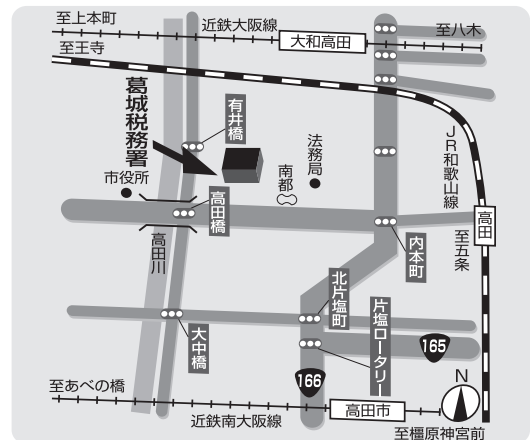 至上本町
近鉄大阪線
大和高田
至八木
至王寺
葛城税務署
有井橋
法務局
南都
市役所
高田橋
高田川
JR和歌山線
高田
至五条
内本町
北片塩町
片塩ロータリー
大中橋
165
166
N
至あべの橋
近鉄南大阪線
高田市
至橿原神宮前